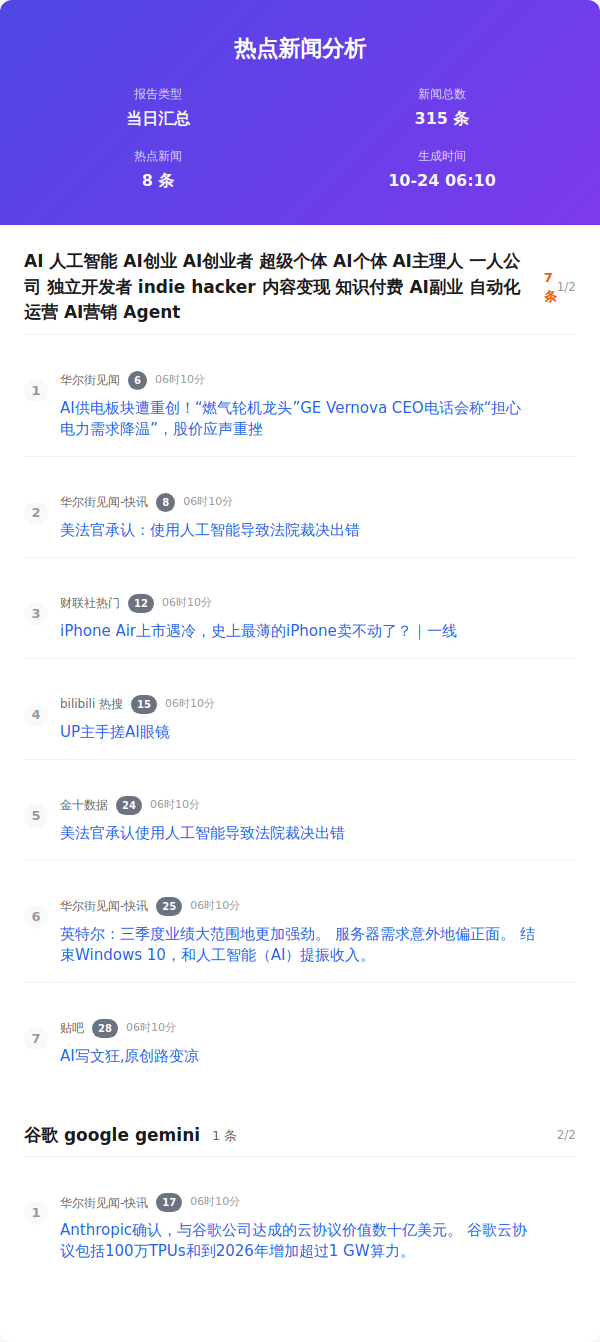 热点新闻分析
报告类型
新闻总数
当日汇总
315 条
热点新闻
生成时间
8 条
10-24 06:10
AI 人工智能 AI创业 AI创业者 超级个体 AI个体 AI主理人 一人公
司 独立开发者 indie hacker 内容变现 知识付费 AI副业 自动化
运营 AI营销 Agent
7
条
1/2
1
华尔街见闻 6 06时10分
AI供电板块遭重创！“燃气轮机龙头”GE Vernova CEO电话会称“担心
电力需求降温”，股价应声重挫
2
华尔街见闻-快讯 8 06时10分
美法官承认：使用人工智能导致法院裁决出错
3
财联社热门 12 06时10分
iPhone Air上市遇冷，史上最薄的iPhone卖不动了？｜一线
4
bilibili 热搜 15 06时10分
UP主手搓AI眼镜
5
金十数据 24 06时10分
美法官承认使用人工智能导致法院裁决出错
6
华尔街见闻-快讯 25 06时10分
英特尔：三季度业绩大范围地更加强劲。 服务器需求意外地偏正面。 结
束Windows 10，和人工智能（AI）提振收入。
7
贴吧 28 06时10分
AI写文狂,原创路变凉
谷歌 google gemini 1 条 2/2
1
华尔街见闻-快讯 17 06时10分
Anthropic确认，与谷歌公司达成的云协议价值数十亿美元。 谷歌云协
议包括100万TPUs和到2026年增加超过1 GW算力。